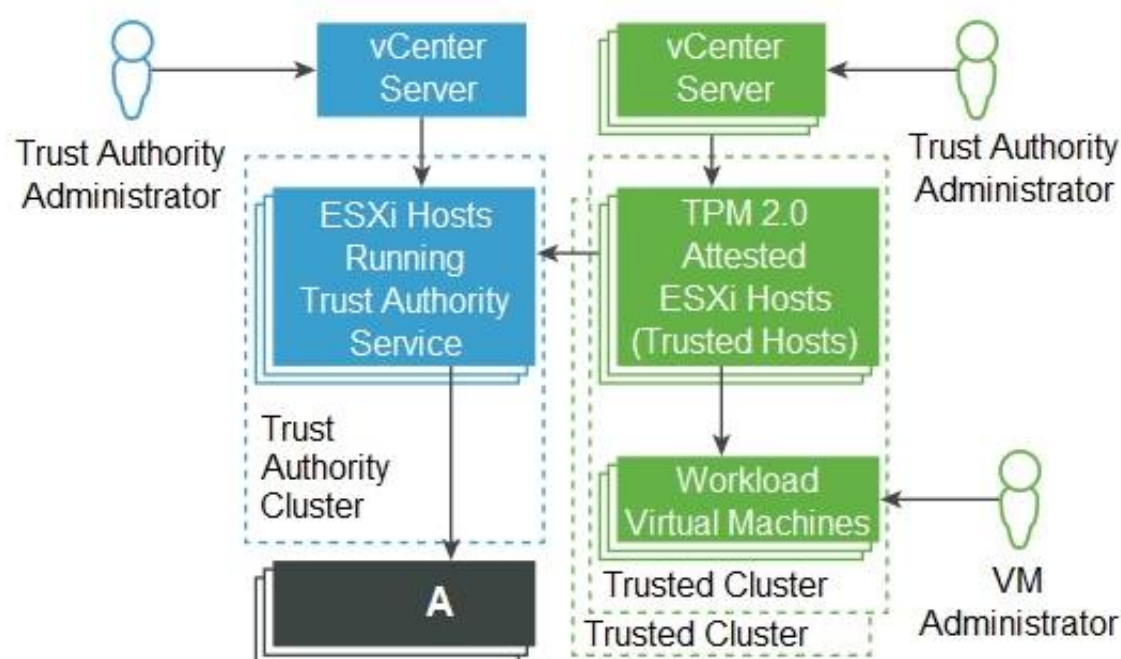 vCenter
Server
vCenter
Server
Trust Authority
Administrator
Trust Authority
Administrator
ESXi Hosts
Running
Trust Authority
Service
TPM 2.0
Attested
ESXi Hosts
(Trusted Hosts)
Trust
Authority
Cluster
Workload
Virtual Machines
Trusted Cluster
Trusted Cluster
VM
Administrator
A